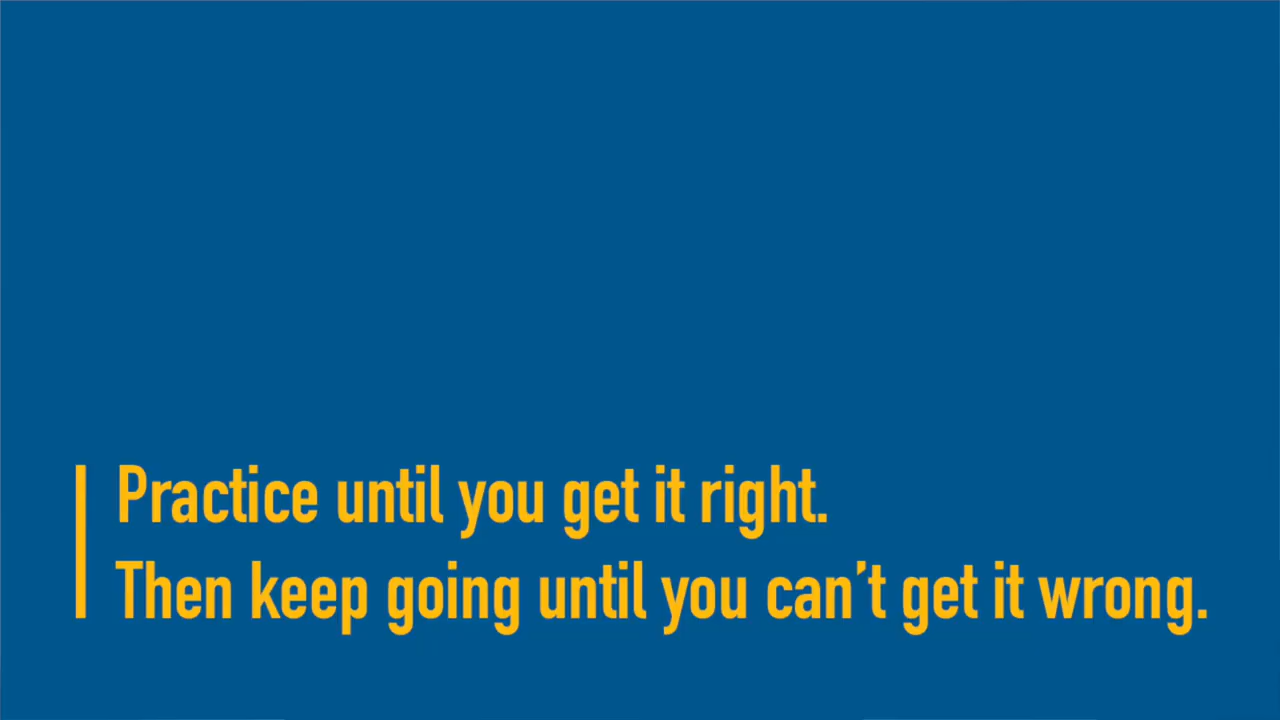 Practice until you get it right.
Then keep going until you can’t get it wrong.